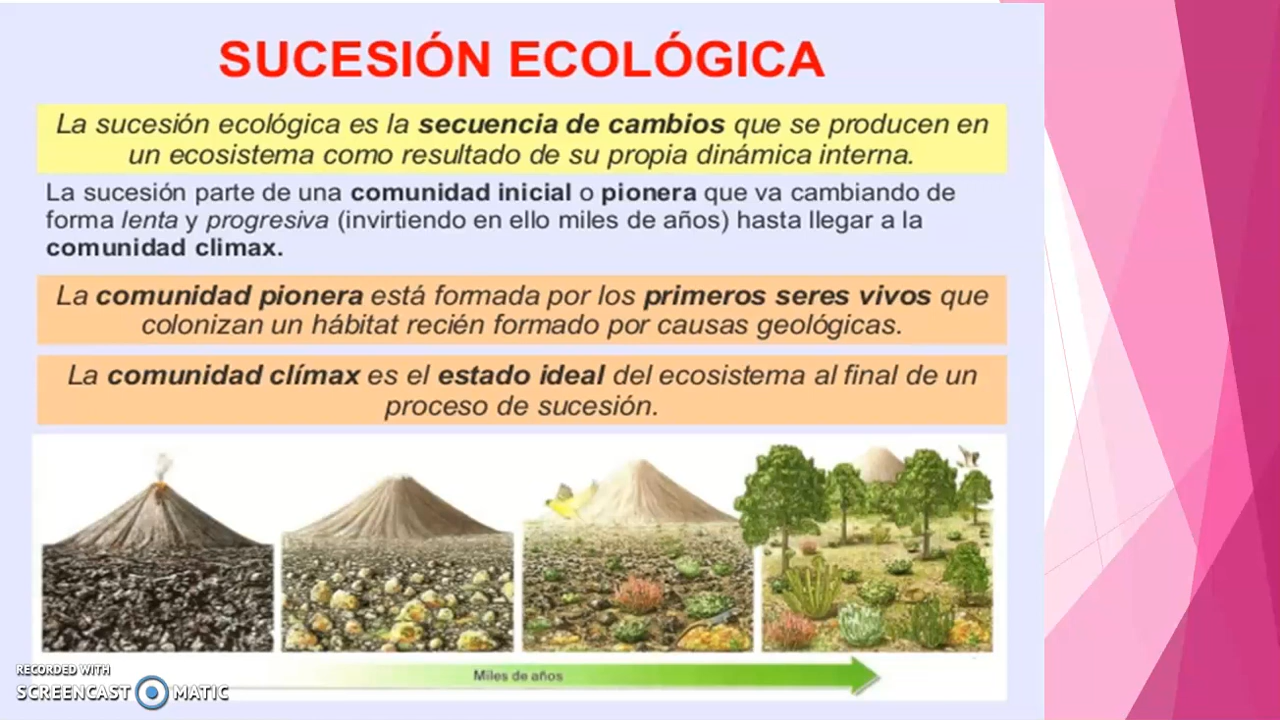 SUCESIÓN ECOLÓGICA
La sucesión ecológica es la secuencia de cambios que se producen en
un ecosistema como resultado de su propia dinámica interna.
La sucesión parte de una comunidad inicial o pionera que va cambiando de
forma lenta y progresiva (invirtiendo en ello miles de años) hasta llegar a la
comunidad climax.
La comunidad pionera está formada por los primeros seres vivos que
colonizan un hábitat recién formado por causas geológicas.
La comunidad clímax es el estado ideal del ecosistema al final de un
proceso de sucesión.
Miles de años
RECORDED WITH
SCREENCAST MATIC